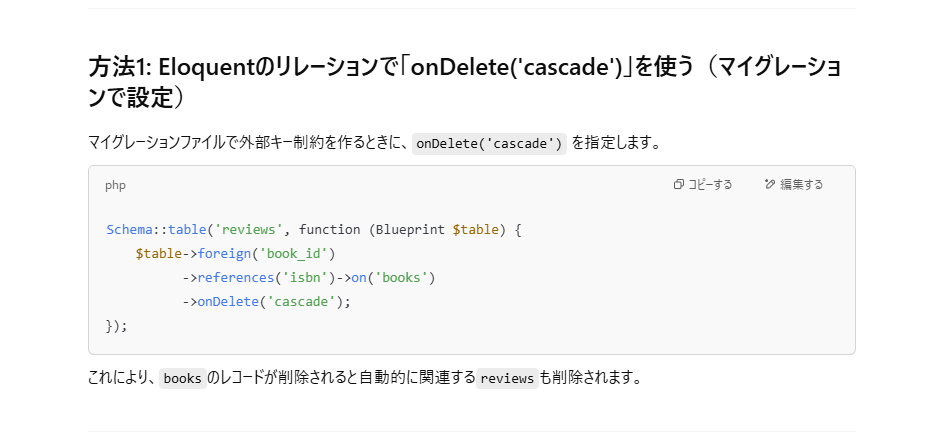 方法1: Eloquentのリレーションで「onDelete('cascade')」を使う（マイグレーショ
ンで設定）
マイグレーションファイルで外部キー制約を作るときに、 onDelete('cascade') を指定します。
php
コピーする
編集する
Schema::table('reviews', function (Blueprint $table) {
    $table->foreign('book_id')
          ->references('isbn')->on('books')
          ->onDelete('cascade');
});
これにより、 books のレコードが削除されると自動的に関連する reviews も削除されます。